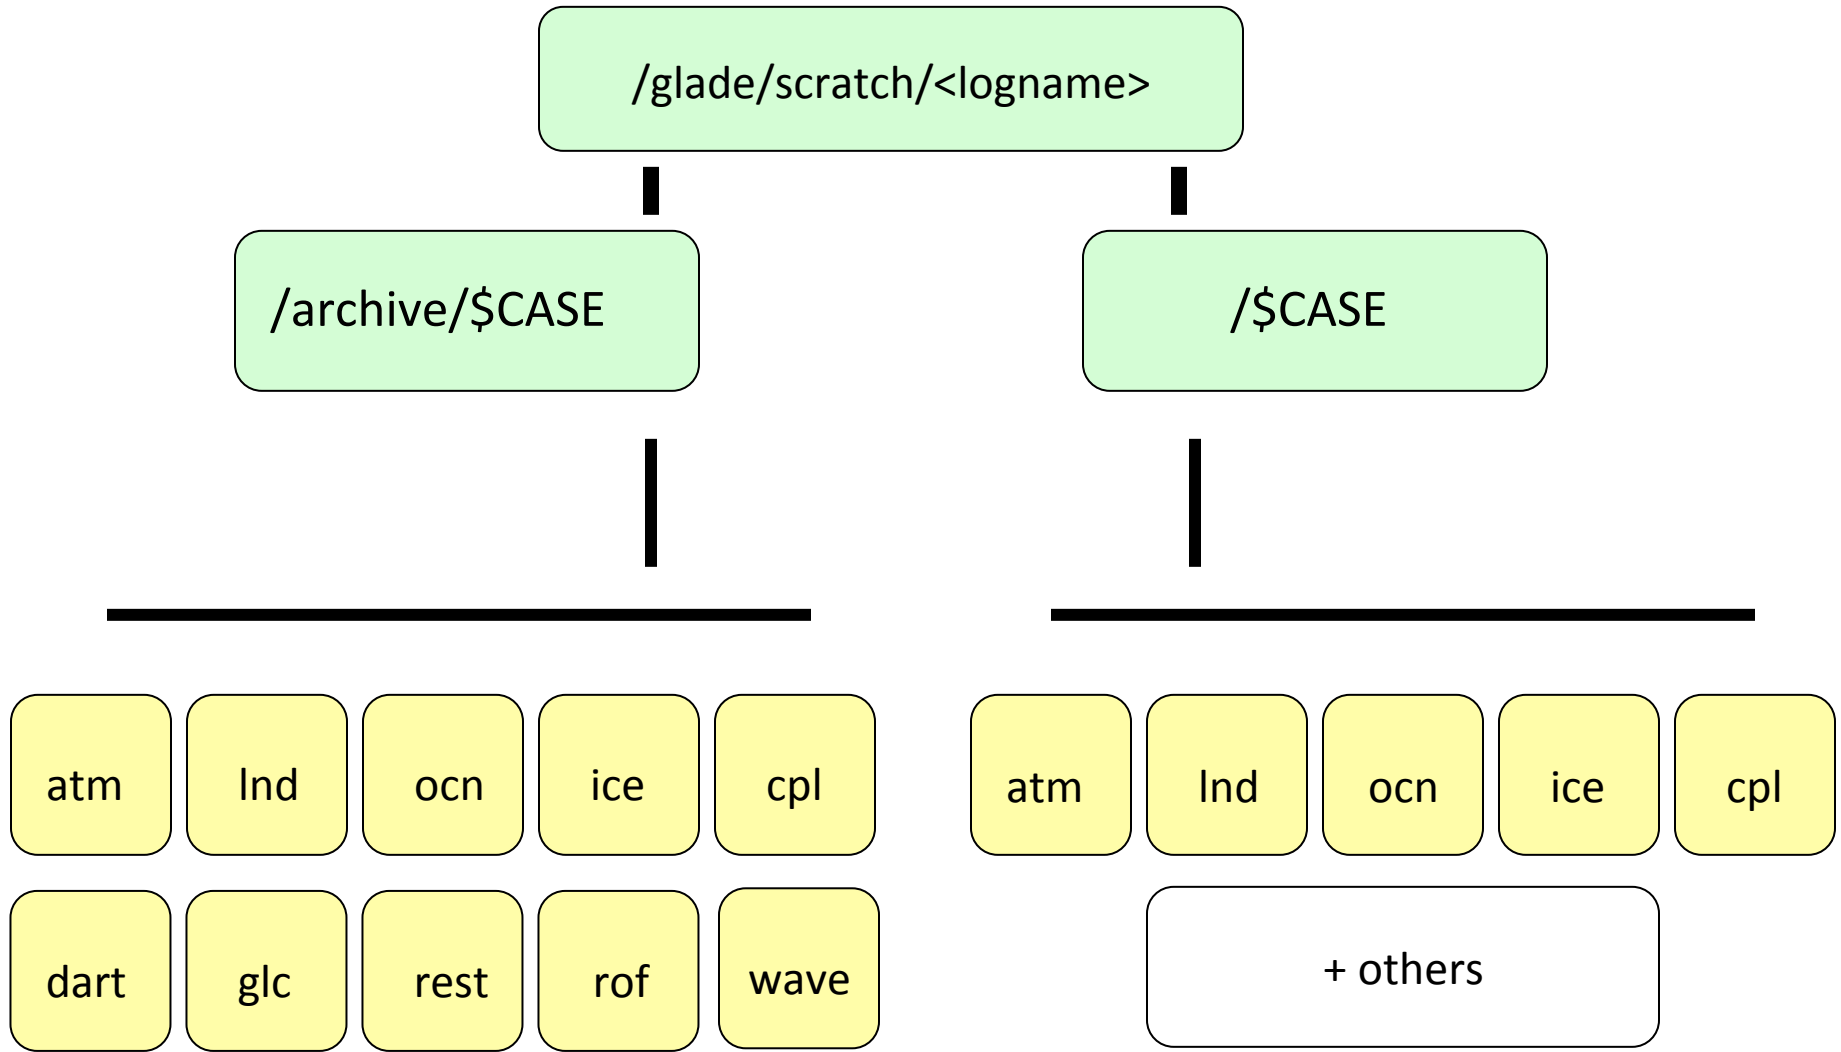 /glade/scratch/<logname>
/archive/$CASE
/$CASE
atm
lnd
ocn
ice
cpl
atm
lnd
ocn
ice
cpl
dart
glc
rest
rof
wave
+ others